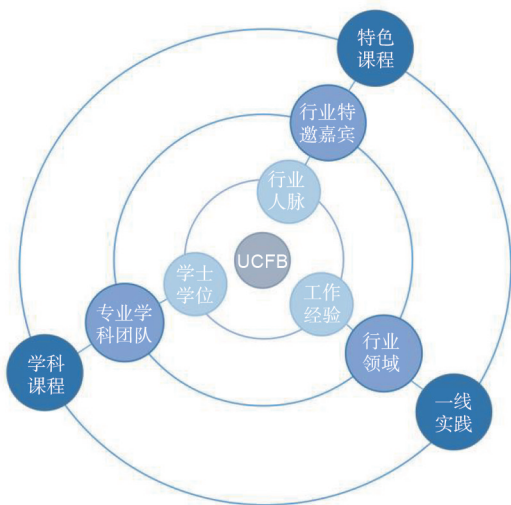 特色
课程
行业特
邀嘉宾
行业
人脉
UCFB
学士
学位
工作
经验
专业学
科团队
行业
领域
学科
课程
一线
实践